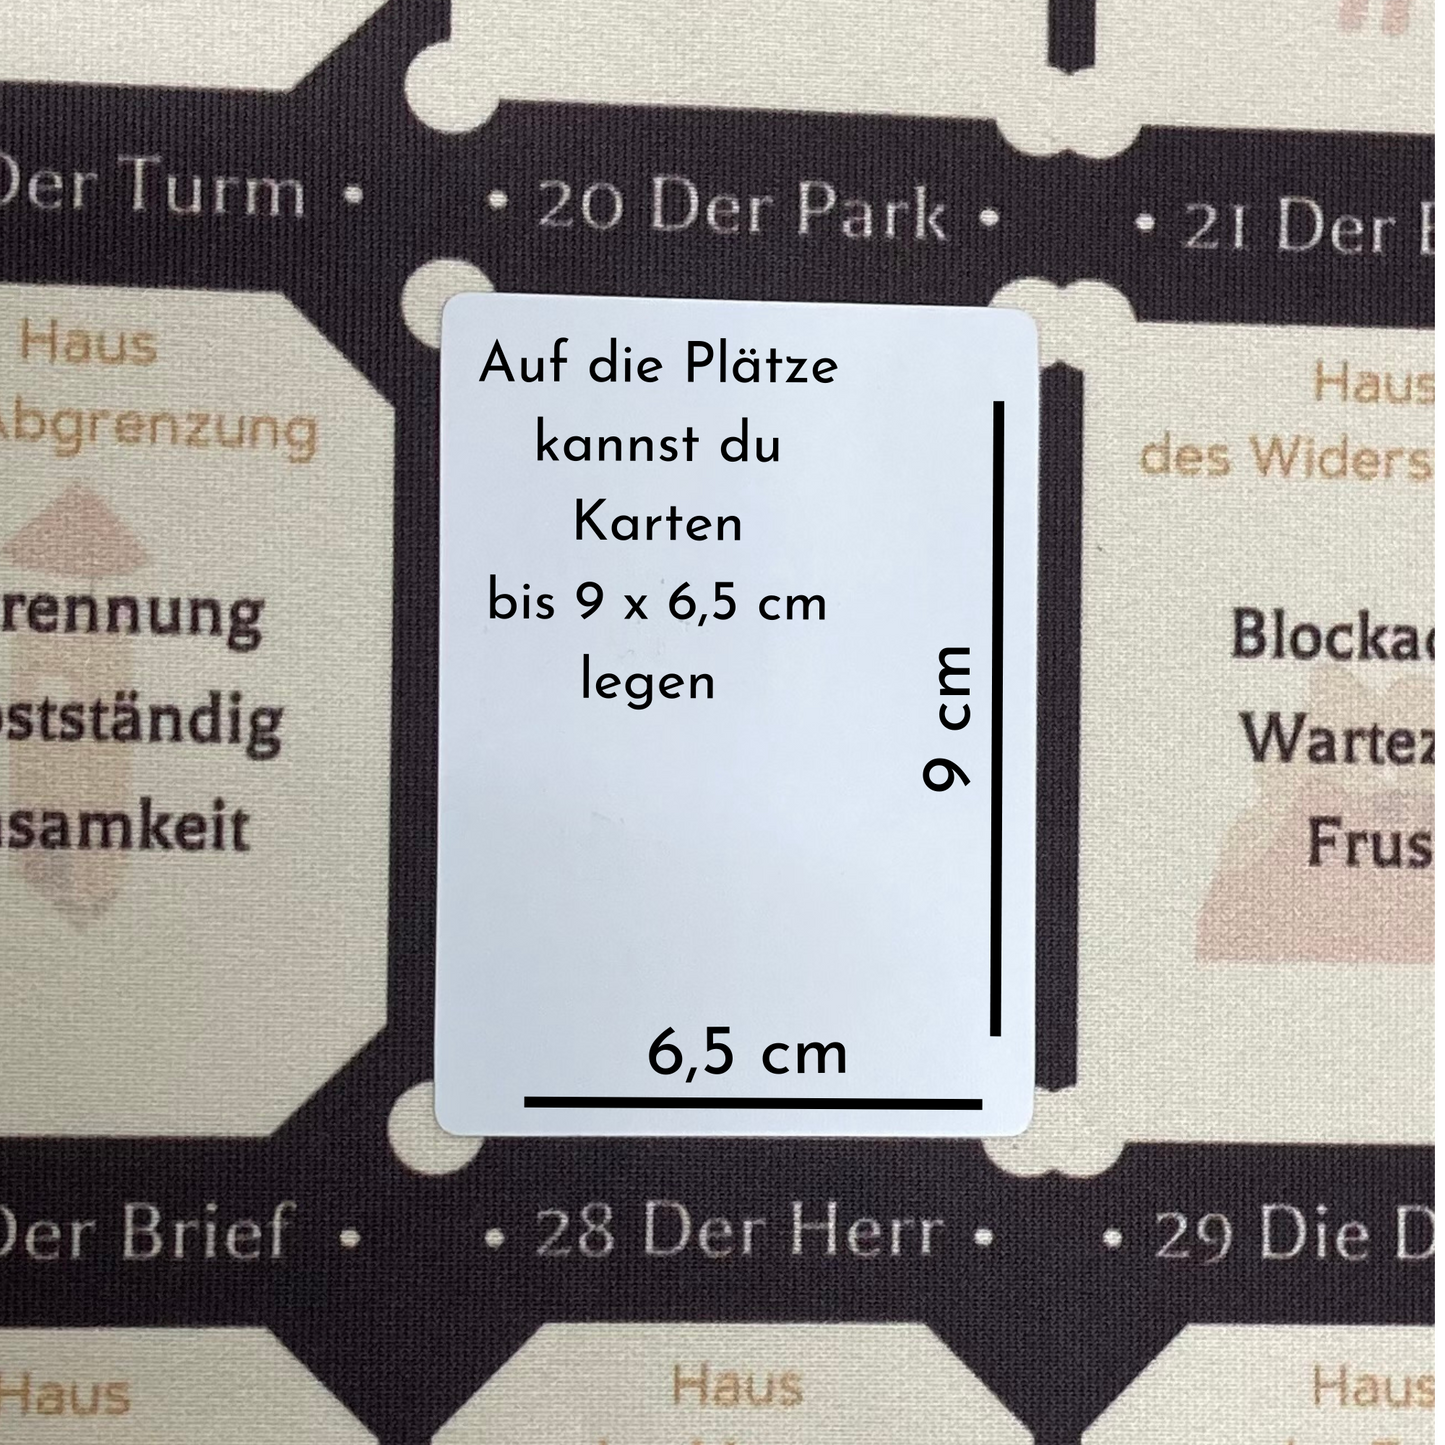 Der Turm •
• 20 Der Park •
• 21 Der
Haus
Abgrenzung
rennung
ostständig
samkeit
Auf die Plätze
kannst du
Karten
bis 9 x 6,5 cm
legen
9 cm
6,5 cm
Haus
des Widers
Blocka
Warte
Frus
Der Brief •
• 28 Der Herr •
• 29 Die D
Haus
Haus
Haus